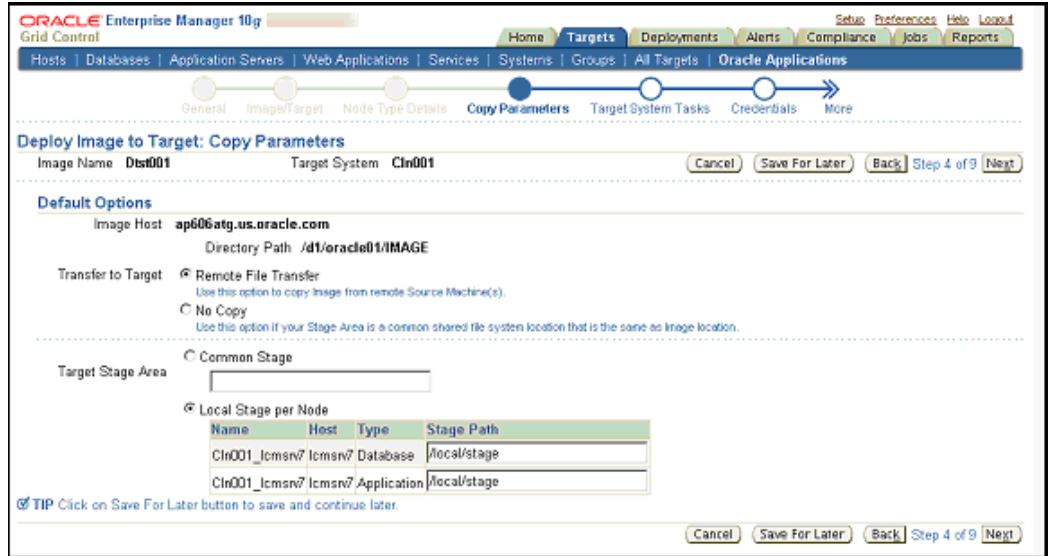 ORACLE Enterprise Manager 10g
Grid Control
Setup Preferences Help Logout
Home Targets Deployments Alerts Compliance Jobs Reports
Hosts | Databases | Application Servers | Web Applications | Services | Systems | Groups | All Targets | Oracle Applications
General Image/Target Node Type Details Copy Parameters Target System Tasks Credentials More
Deploy Image to Target: Copy Parameters
Image Name Dtst001 Target System Cln001 Cancel Save For Later Back Step 4 of 9 Next
Default Options
Image Host ap606atg.us.oracle.com
Directory Path /d1/oracle01/IMAGE
Transfer to Target Remote File Transfer
Use this option to copy Image from remote Source Machine(s).
No Copy
Use this option if your Stage Area is a common shared file system location that is the same as Image location.
Common Stage
Target Stage Area
Local Stage per Node
Name Host Type Stage Path
Cln001_lcmsrv7 lcmsrv7 Database /local/stage
Cln001_lcmsrv7 lcmsrv7 Application /local/stage
TIP Click on Save For Later button to save and continue later.
Cancel Save For Later Back Step 4 of 9 Next